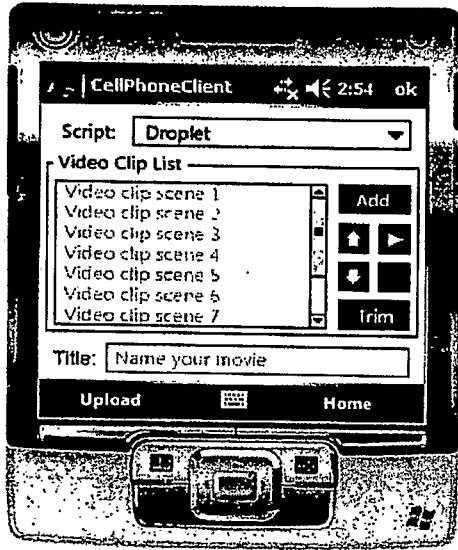 CellPhoneClient 2:54 ok
Script: Droplet
Video Clip List
Video clip scene 1
Video clip scene 2
Video clip scene 3
Video clip scene 4
Video clip scene 5
Video clip scene 6
Video clip scene 7
Add
Trim
Title: Name your movie
Upload Home